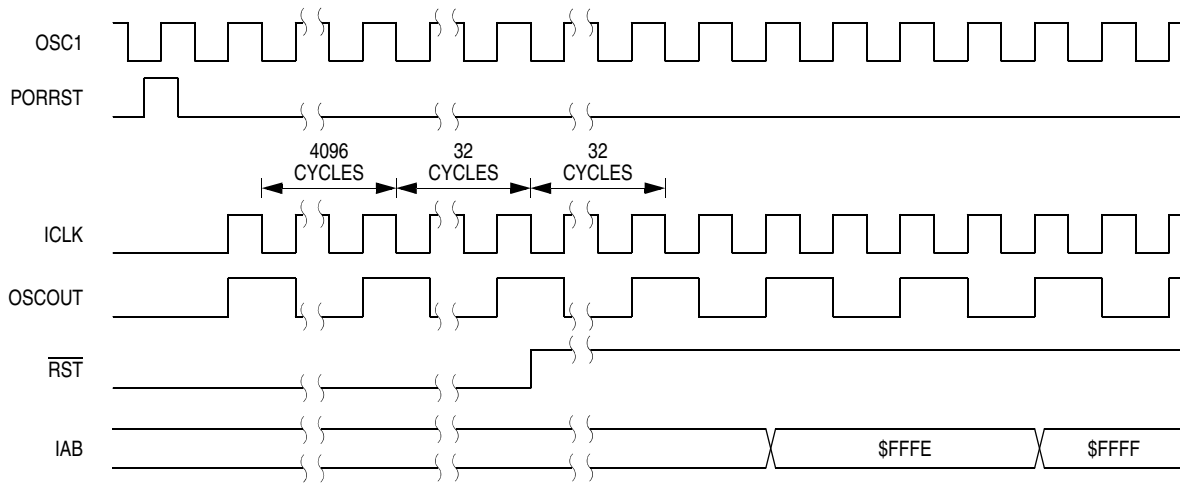 OSC1
PORRST
4096
CYCLES
32
CYCLES
32
CYCLES
ICLK
OSCOUT
RST
IAB
$FFFE
$FFFF